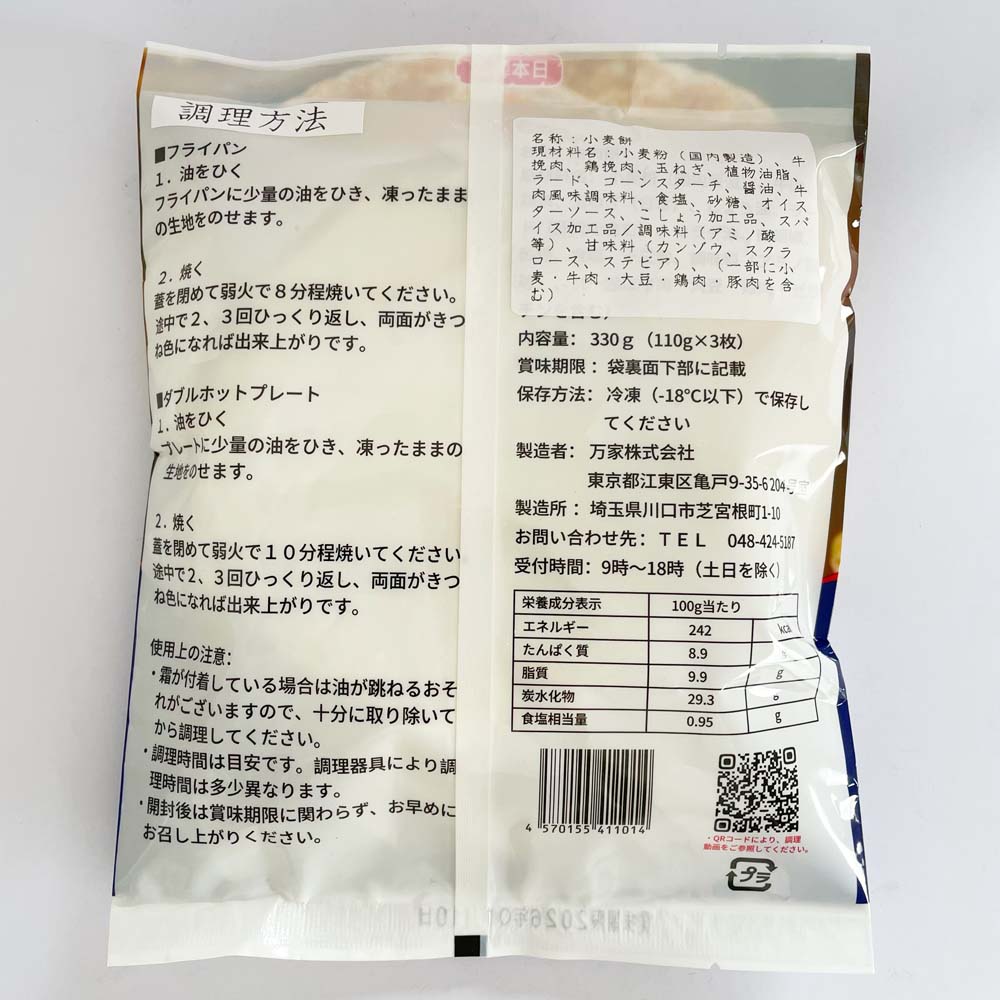 調理方法
■フライパン
1．油をひく
フライパンに少量の油をひき、凍ったまま
の生地をのせます。
2．焼く
蓋を閉めて弱火で8分程焼いてください。
途中で2、3回ひっくり返し、両面がきつ
ね色になれば出来上がりです。
■ダブルホットプレート
1．油をひく
プレートに少量の油をひき、凍ったままの
生地をのせます。
2．焼く
蓋を閉めて弱火で10分程焼いてください
途中で2、3回ひっくり返し、両面がきつ
ね色になれば出来上がりです。
使用上の注意：
・霜が付着している場合は油が跳ねるおそ
れがございますので、十分に取り除いて
から調理してください。
・調理時間は目安です。調理器具により調
理時間は多少異なります。
・開封後は賞味期限に関わらず、お早めに
お召し上がりください。
日本
名称：小麦餅
現材料名：小麦粉（国内製造）、牛
挽肉、鶏挽肉、玉ねぎ、植物油脂、
ラード、コーンスターチ、醤油、牛
肉風味調味料、食塩、砂糖、オイス
ターソース、こしょう加工品、スパ
イス加工品／調味料（アミノ酸
等）、甘味料（カンゾウ、スクラ
ロース、ステビア）、（一部に小
麦・牛肉・大豆・鶏肉・豚肉を含
む）
内容量： 330g（110g×3枚）
賞味期限：袋裏面下部に記載
保存方法： 冷凍（-18℃以下）で保存し
てください
製造者： 万家株式会社
東京都江東区亀戸9-35-6 204号室
製造所： 埼玉県川口市芝宮根町1-10
お問い合わせ先：TEL 048-424-5187
受付時間：9時～18時（土日を除く）
栄養成分表示 100g当たり
エネルギー 242 kcal
たんぱく質 8.9
脂質 9.9 g
炭水化物 29.3 g
食塩相当量 0.95 g
4 570155 411014
・QRコードにより、調理
動画をご参照してください。
プラ